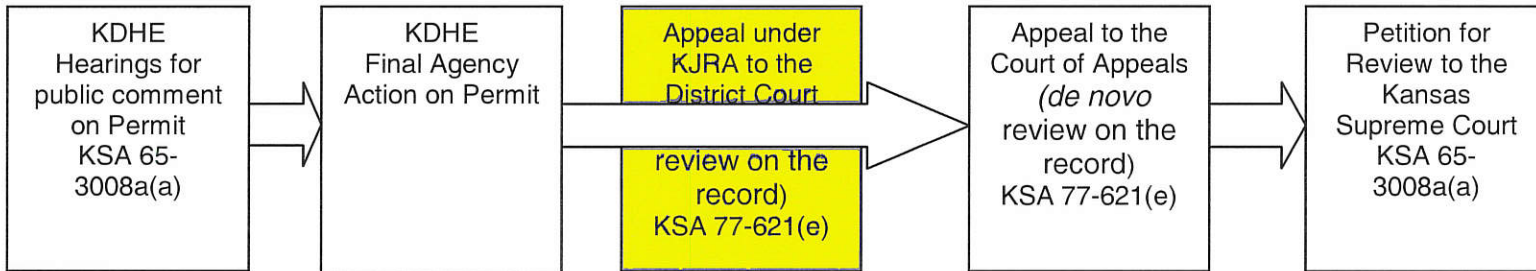 KDHE
Hearings for
public comment
on Permit
KSA 65-
3008a(a)
KDHE
Final Agency
Action on Permit
Appeal under
KJRA to the
District Court
review on the
record)
KSA 77-621(e)
Appeal to the
Court of Appeals
(de novo
review on the
record)
KSA 77-621(e)
Petition for
Review to the
Kansas
Supreme Court
KSA 65-
3008a(a)